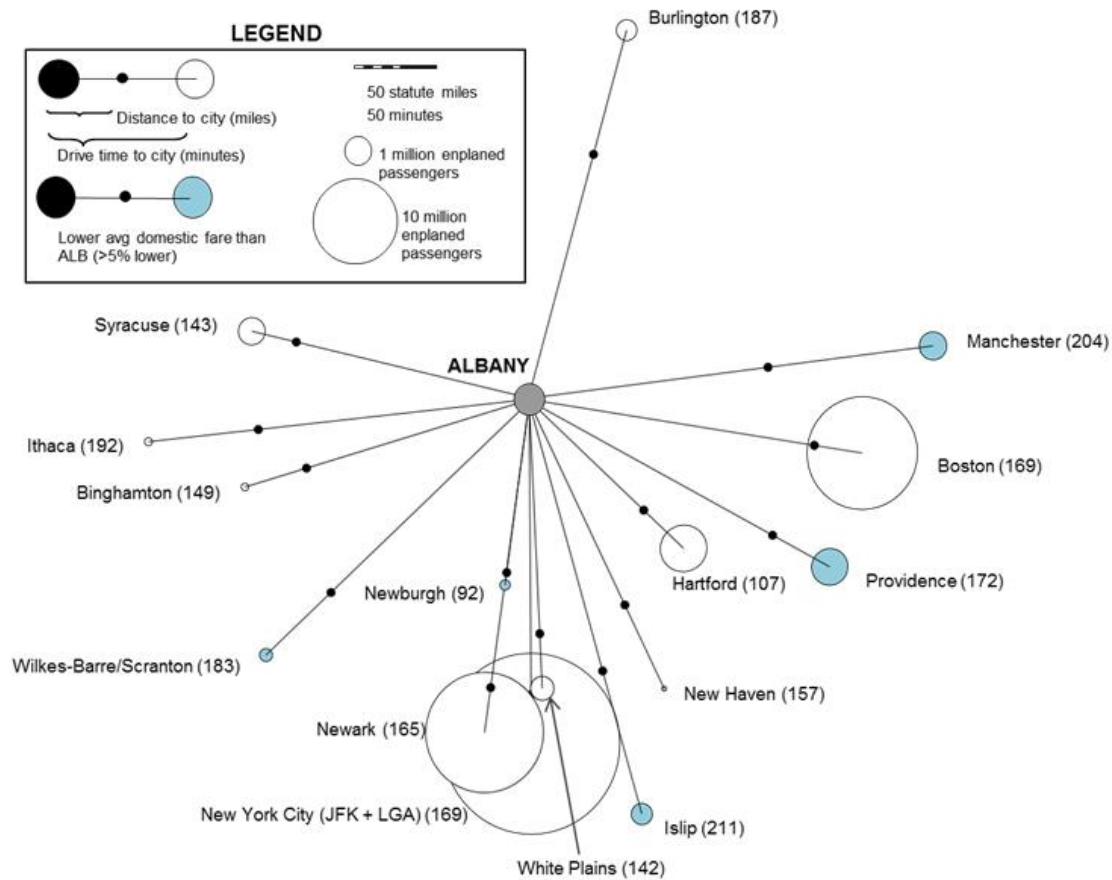 Burlington (187)
LEGEND
Distance to city (miles)
Drive time to city (minutes)
Lower avg domestic fare than
ALB (>5% lower)
50 statute miles
50 minutes
1 million enplaned
passengers
10 million
enplaned
passengers
Syracuse (143)
ALBANY
Manchester (204)
Ithaca (192)
Boston (169)
Binghamton (149)
Hartford (107)
Providence (172)
Newburgh (92)
Wilkes-Barre/Scranton (183)
New Haven (157)
Newark (165)
New York City (JFK + LGA) (169)
Islip (211)
White Plains (142)